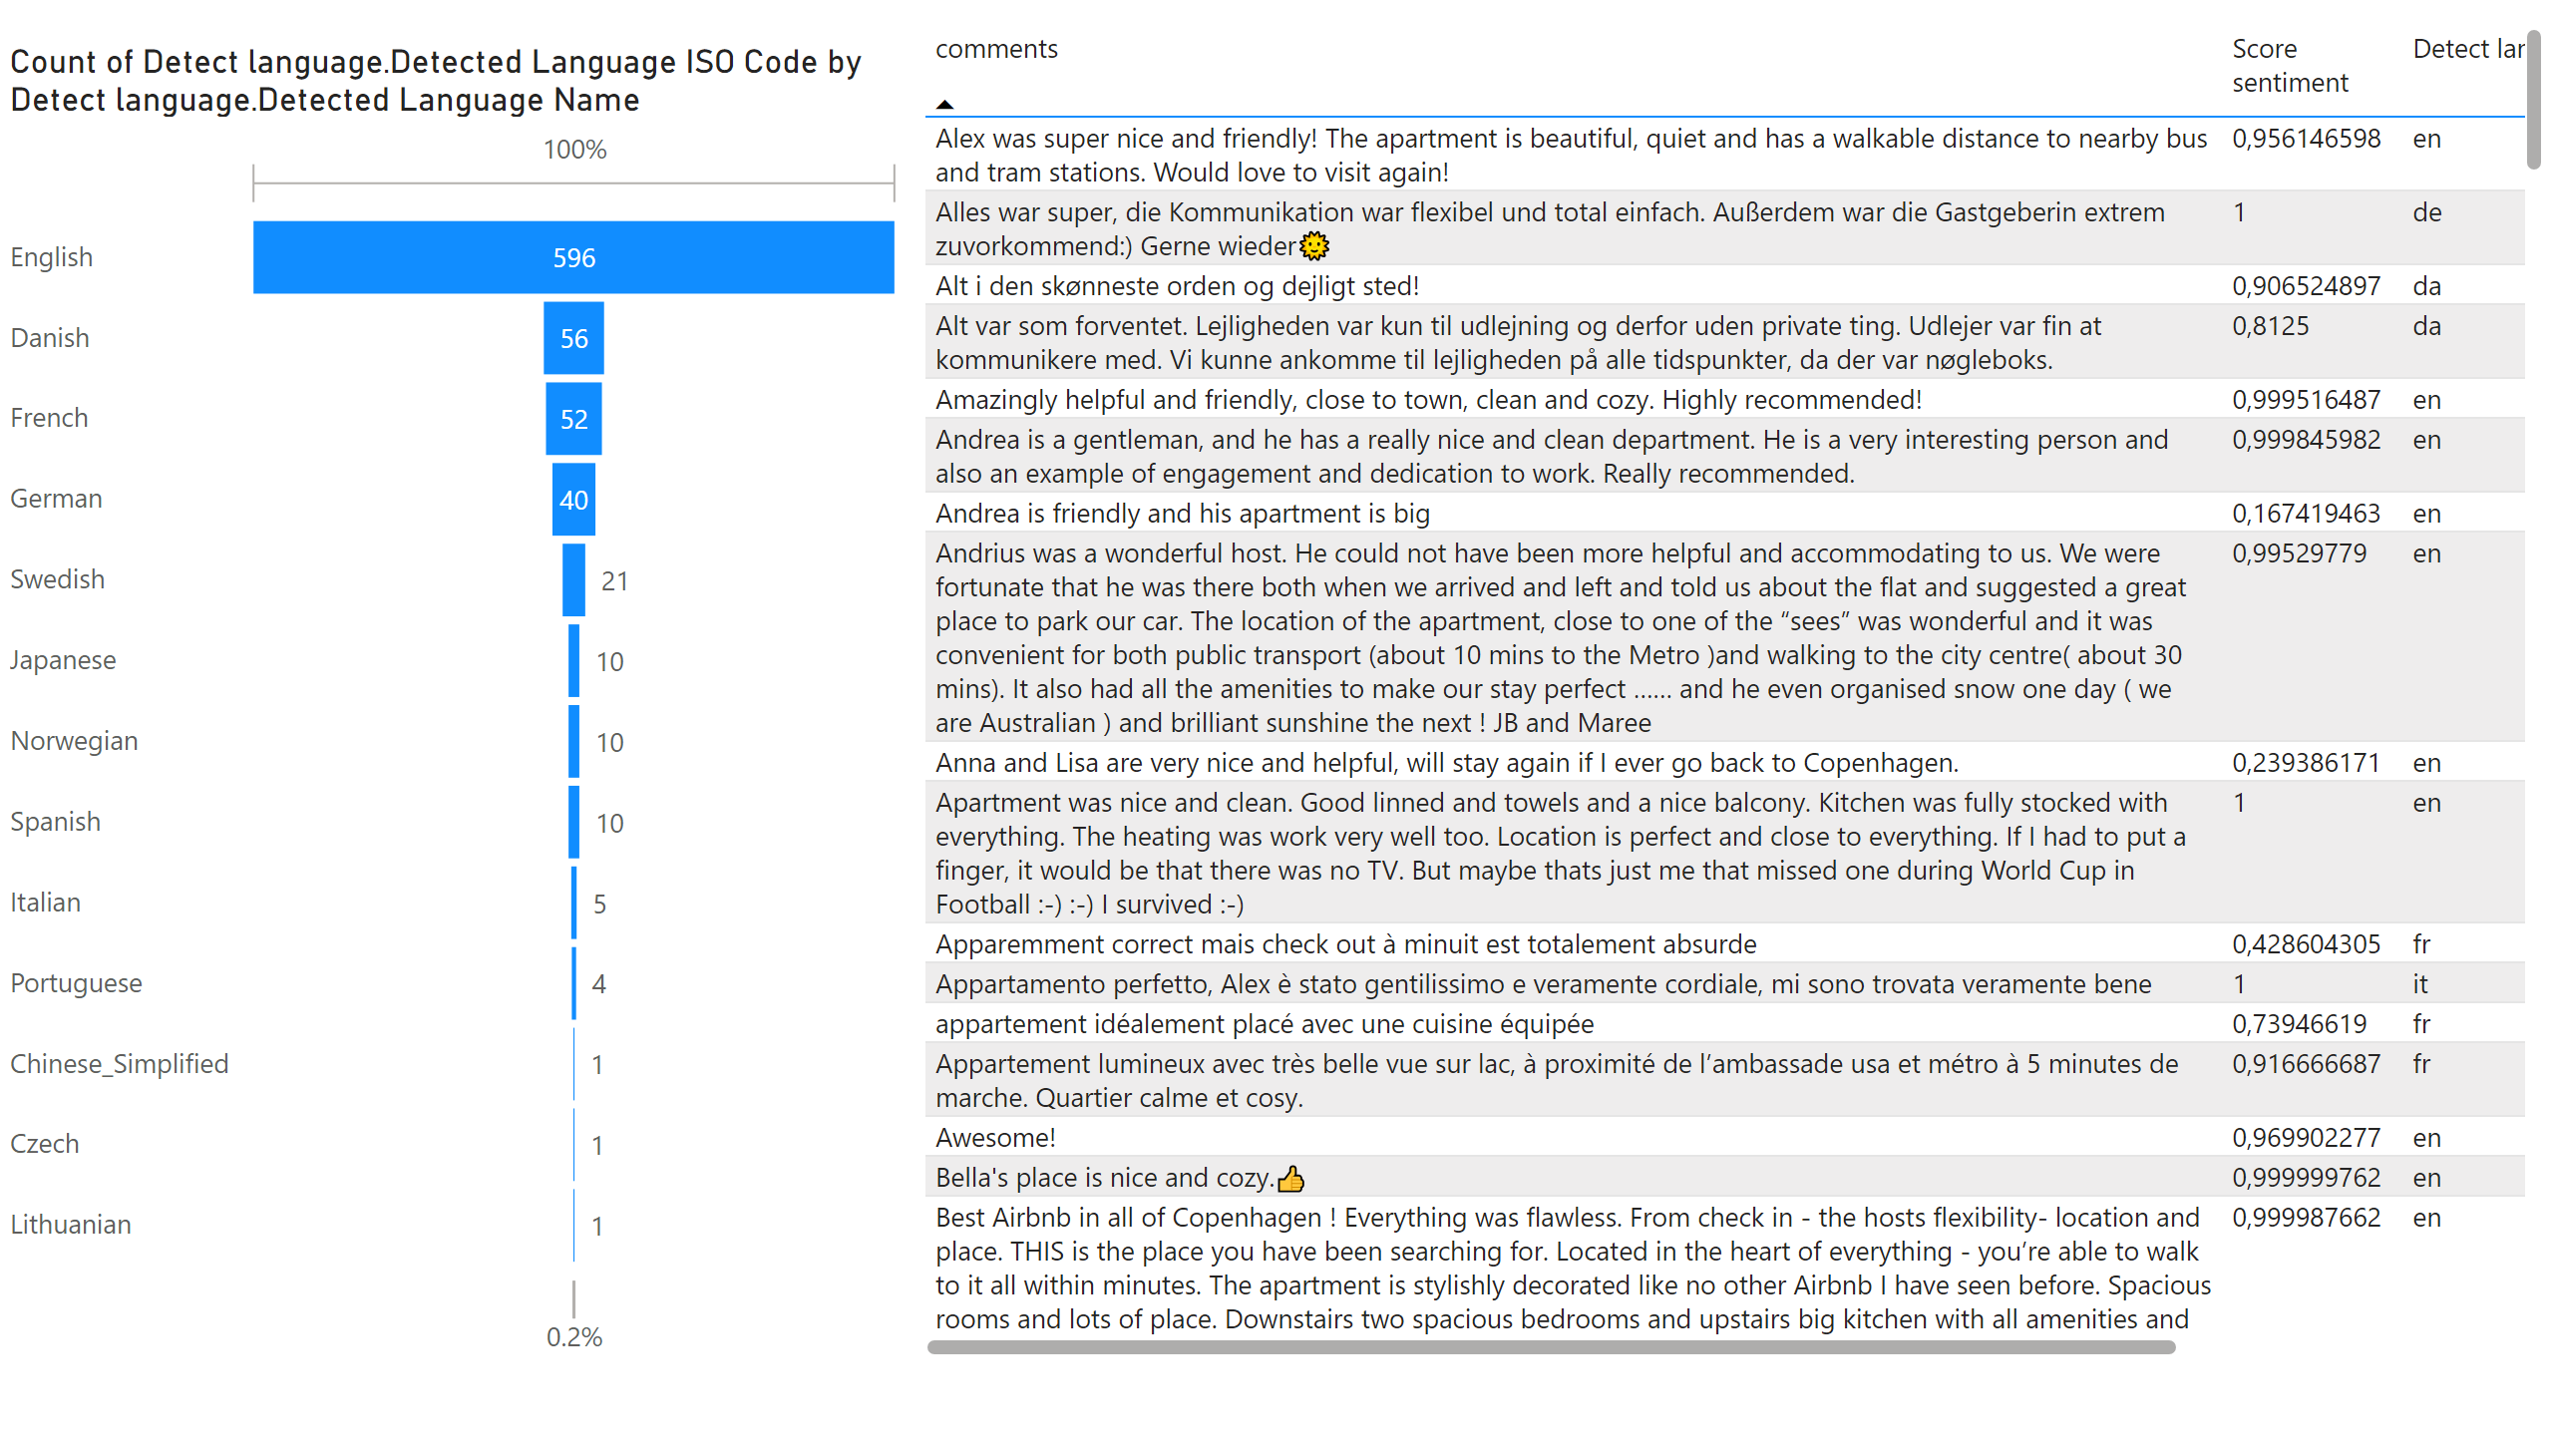 Count of Detect language.Detected Language ISO Code by
Detect language.Detected Language Name
100%
English 596
Danish 56
French 52
German 40
Swedish 21
Japanese 10
Norwegian 10
Spanish 10
Italian 5
Portuguese 4
Chinese_Simplified 1
Czech 1
Lithuanian 1
0.2%
comments Score sentiment Detect lar
Alex was super nice and friendly! The apartment is beautiful, quiet and has a walkable distance to nearby bus 0,956146598 en
and tram stations. Would love to visit again!
Alles war super, die Kommunikation war flexibel und total einfach. Außerdem war die Gastgeberin extrem 1 de
zuvorkommend:) Gerne wieder🌞
Alt i den skønneste orden og dejligt sted! 0,906524897 da
Alt var som forventet. Lejligheden var kun til udlejning og derfor uden private ting. Udlejer var fin at 0,8125 da
kommunikere med. Vi kunne ankomme til lejligheden på alle tidspunkter, da der var nøgleboks.
Amazingly helpful and friendly, close to town, clean and cozy. Highly recommended! 0,999516487 en
Andrea is a gentleman, and he has a really nice and clean department. He is a very interesting person and 0,999845982 en
also an example of engagement and dedication to work. Really recommended.
Andrea is friendly and his apartment is big 0,167419463 en
Andrius was a wonderful host. He could not have been more helpful and accommodating to us. We were 0,99529779 en
fortunate that he was there both when we arrived and left and told us about the flat and suggested a great
place to park our car. The location of the apartment, close to one of the “sees” was wonderful and it was
convenient for both public transport (about 10 mins to the Metro )and walking to the city centre( about 30
mins). It also had all the amenities to make our stay perfect ...... and he even organised snow one day ( we
are Australian ) and brilliant sunshine the next ! JB and Maree
Anna and Lisa are very nice and helpful, will stay again if I ever go back to Copenhagen. 0,239386171 en
Apartment was nice and clean. Good linned and towels and a nice balcony. Kitchen was fully stocked with 1 en
everything. The heating was work very well too. Location is perfect and close to everything. If I had to put a
finger, it would be that there was no TV. But maybe thats just me that missed one during World Cup in
Football :-) :-) I survived :-)
Apparemment correct mais check out à minuit est totalement absurde 0,428604305 fr
Appartamento perfetto, Alex è stato gentilissimo e veramente cordiale, mi sono trovata veramente bene 1 it
appartement idéalement placé avec une cuisine équipée 0,73946619 fr
Appartement lumineux avec très belle vue sur lac, à proximité de l’ambassade usa et métro à 5 minutes de 0,916666687 fr
marche. Quartier calme et cosy.
Awesome! 0,969902277 en
Bella's place is nice and cozy.👍 0,999999762 en
Best Airbnb in all of Copenhagen ! Everything was flawless. From check in - the hosts flexibility- location and 0,999987662 en
place. THIS is the place you have been searching for. Located in the heart of everything - you’re able to walk
to it all within minutes. The apartment is stylishly decorated like no other Airbnb I have seen before. Spacious
rooms and lots of place. Downstairs two spacious bedrooms and upstairs big kitchen with all amenities and